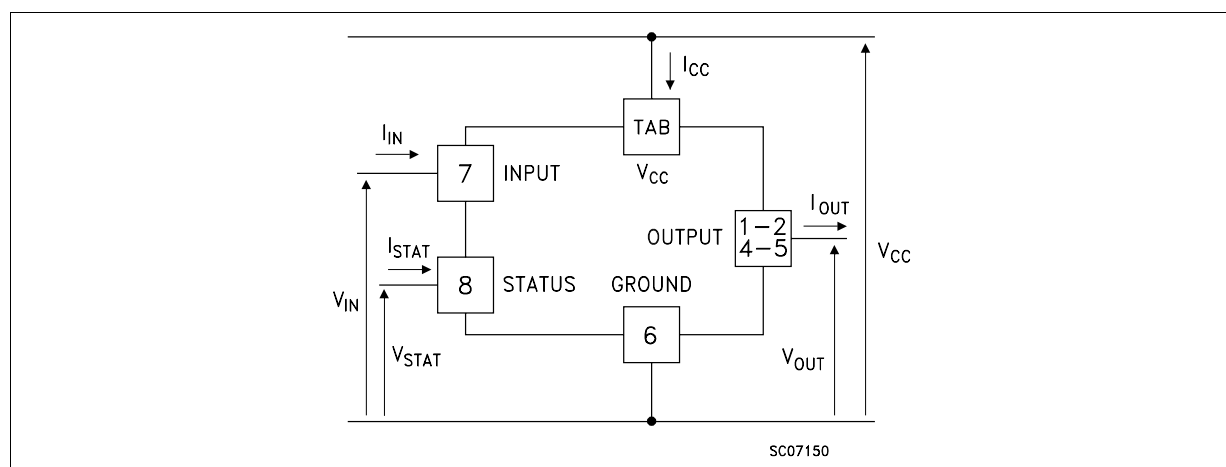 I_CC
TAB
V_CC
I_IN
7 INPUT
I_OUT
OUTPUT 1-2
4-5
V_CC
I_STAT
8 STATUS
GROUND
V_IN
6
V_STAT
V_OUT
SC07150